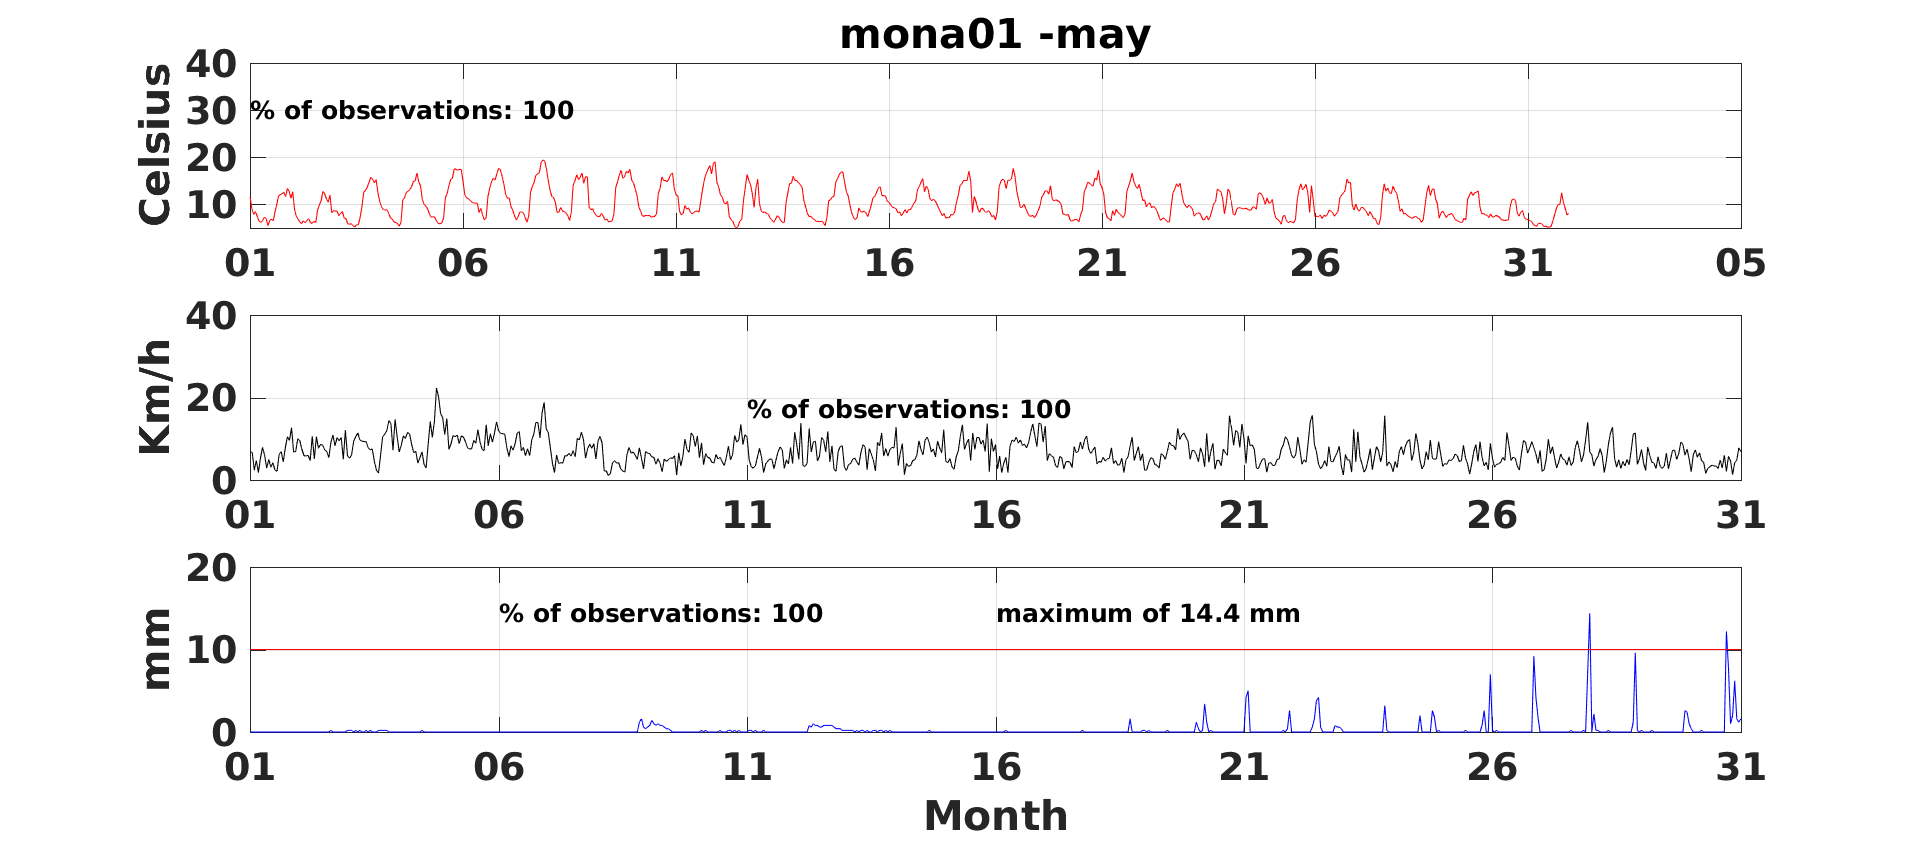 mona01 -may
Celsius
40
30
20
10
% of observations: 100
01 06 11 16 21 26 31 05
Km/h
40
20
0
% of observations: 100
01 06 11 16 21 26 31
mm
20
10
0
% of observations: 100 maximum of 14.4 mm
01 06 11 16 21 26 31
Month